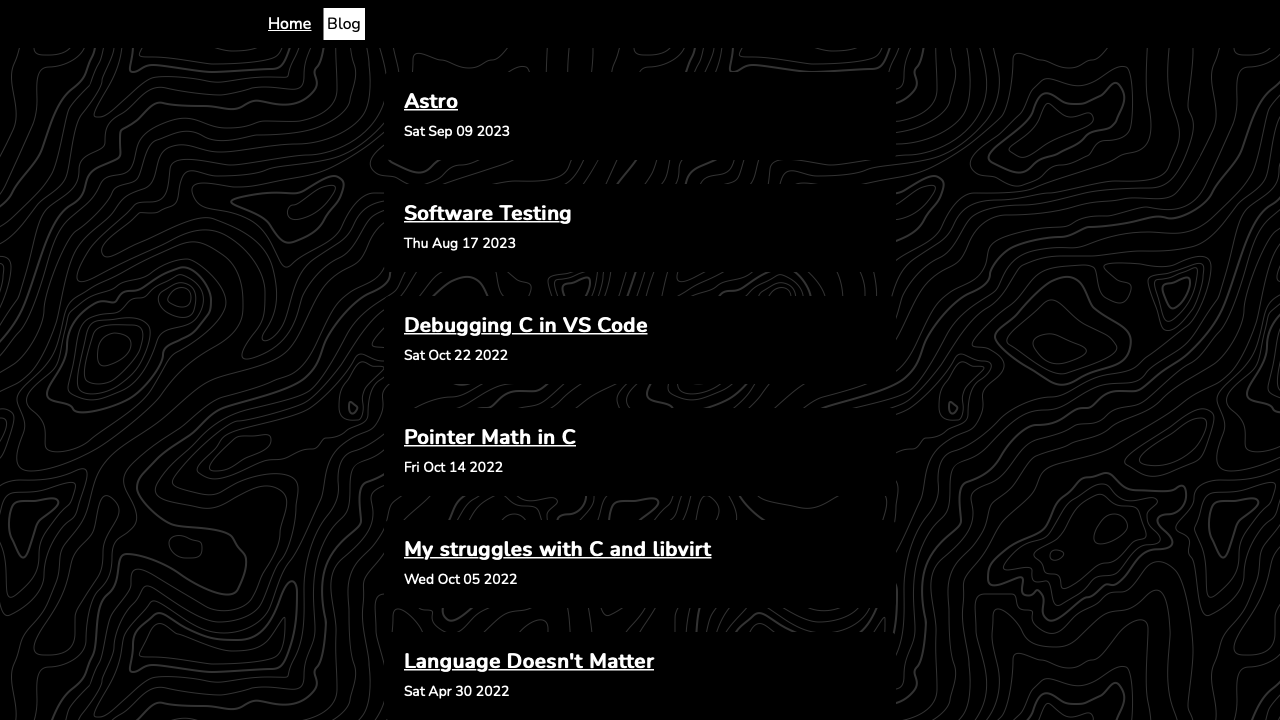 Home Blog
Astro
Sat Sep 09 2023
Software Testing
Thu Aug 17 2023
Debugging C in VS Code
Sat Oct 22 2022
Pointer Math in C
Fri Oct 14 2022
My struggles with C and libvirt
Wed Oct 05 2022
Language Doesn't Matter
Sat Apr 30 2022